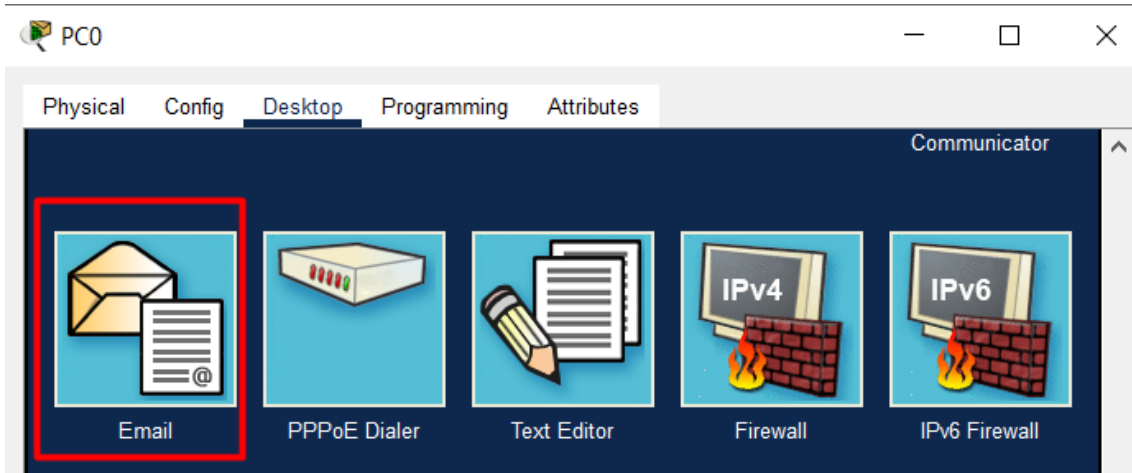 PC0
Physical Config Desktop Programming Attributes
Communicator
@
IPv4
IPv6
Email PPPoE Dialer Text Editor Firewall IPv6 Firewall